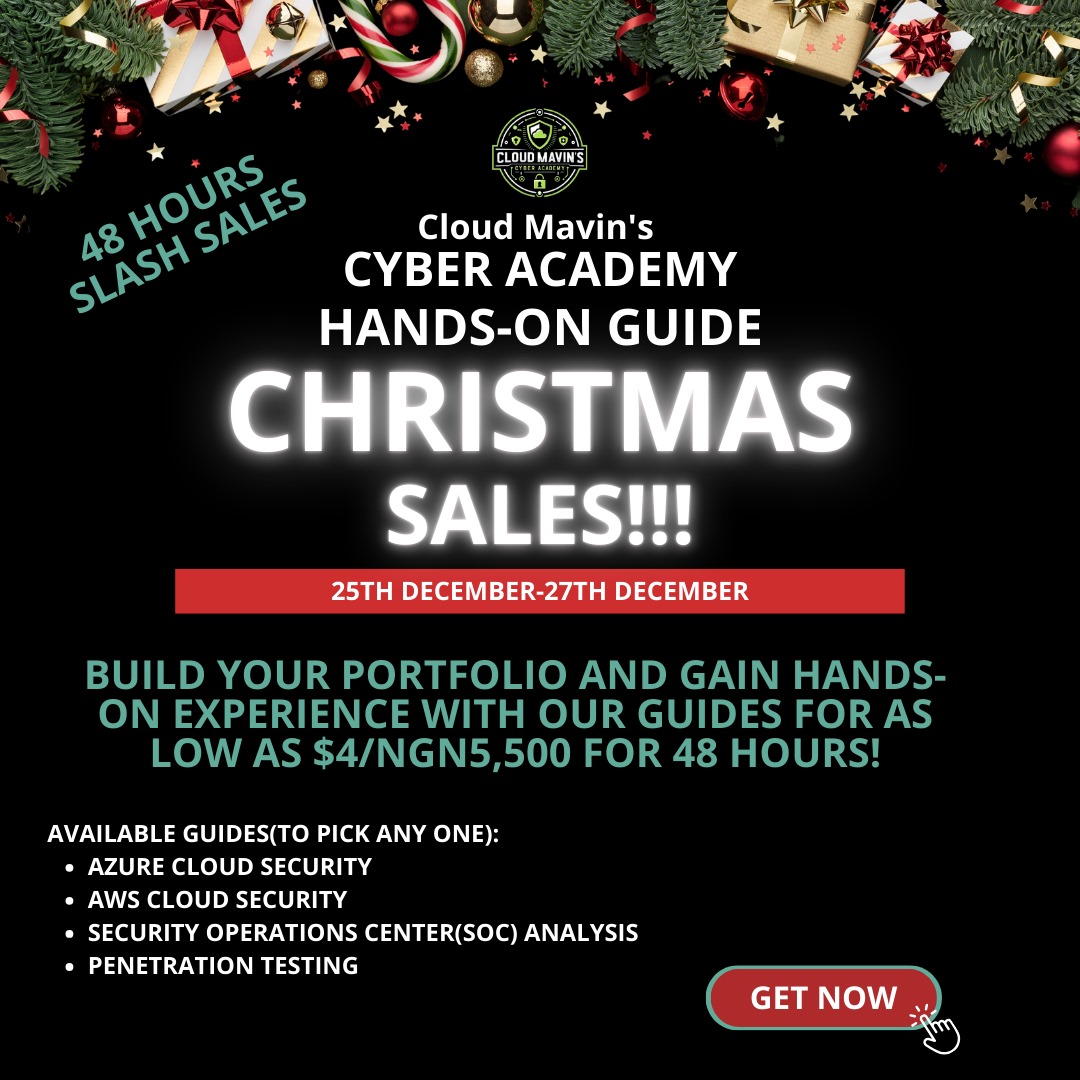 CLOUD MAVIN'S
CYBER ACADEMY
48 HOURS
SLASH SALES
Cloud Mavin's
CYBER ACADEMY
HANDS-ON GUIDE
CHRISTMAS
SALES!!!
25TH DECEMBER-27TH DECEMBER
BUILD YOUR PORTFOLIO AND GAIN HANDS-
ON EXPERIENCE WITH OUR GUIDES FOR AS
LOW AS $4/NGN5,500 FOR 48 HOURS!
AVAILABLE GUIDES(TO PICK ANY ONE):
• AZURE CLOUD SECURITY
• AWS CLOUD SECURITY
• SECURITY OPERATIONS CENTER(SOC) ANALYSIS
• PENETRATION TESTING
GET NOW